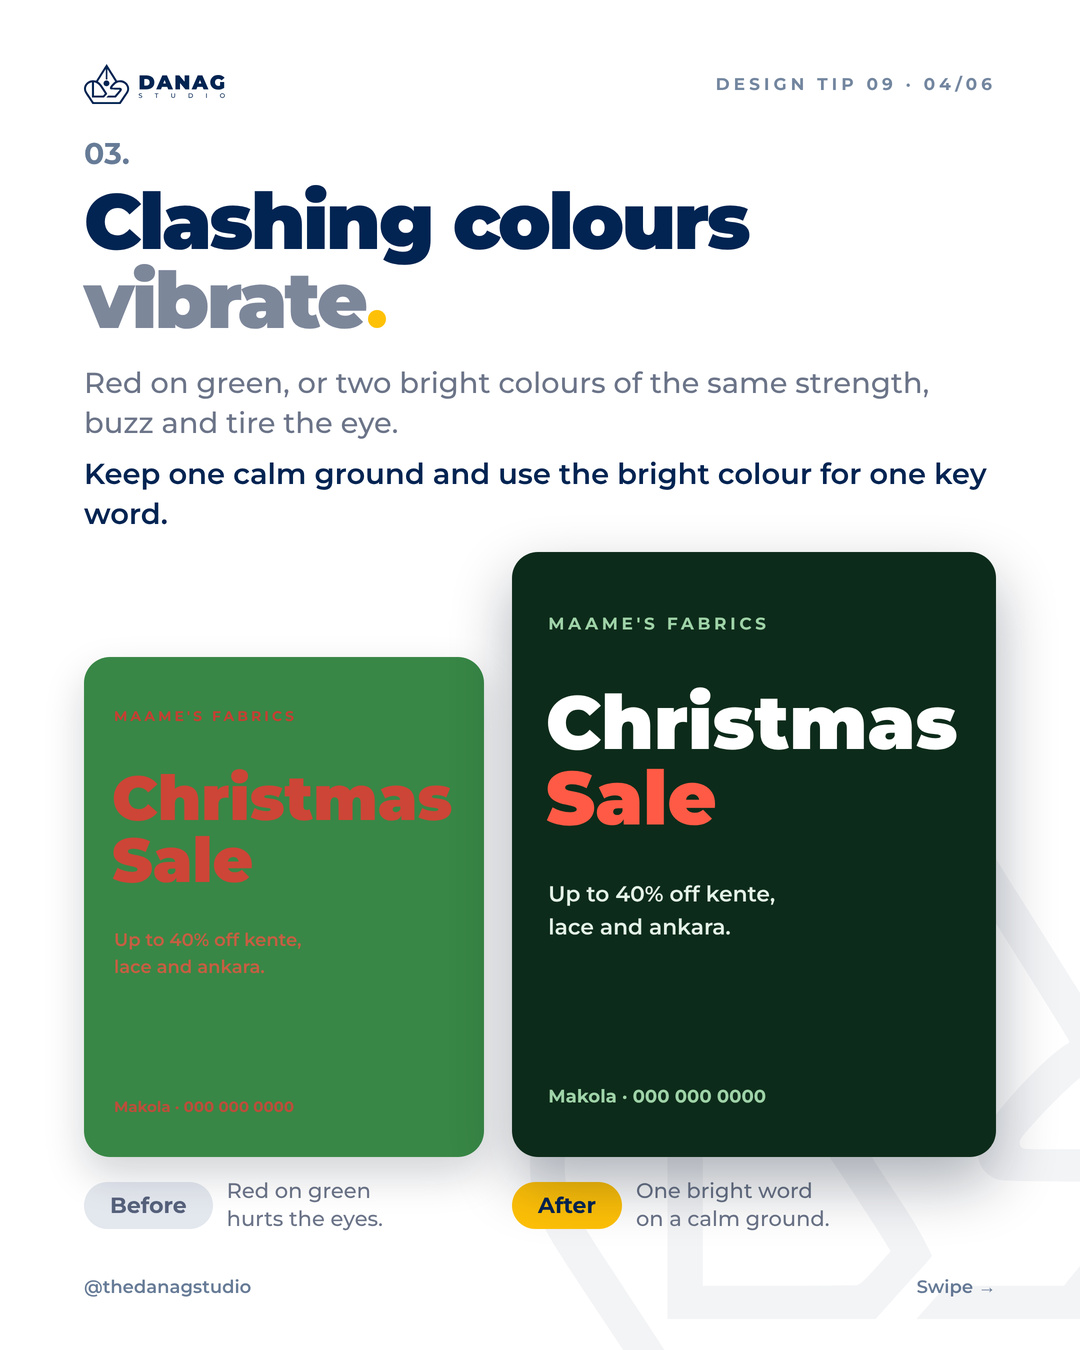 DANAG
STUDIO
DESIGN TIP 09 · 04/06
03.
Clashing colours
vibrate.
Red on green, or two bright colours of the same strength,
buzz and tire the eye.
Keep one calm ground and use the bright colour for one key
word.
MAAME'S FABRICS
Christmas
Sale
Up to 40% off kente,
lace and ankara.
Makola · 000 000 0000
Before
Red on green
hurts the eyes.
MAAME'S FABRICS
Christmas
Sale
Up to 40% off kente,
lace and ankara.
Makola · 000 000 0000
After
One bright word
on a calm ground.
@thedanagstudio
Swipe →